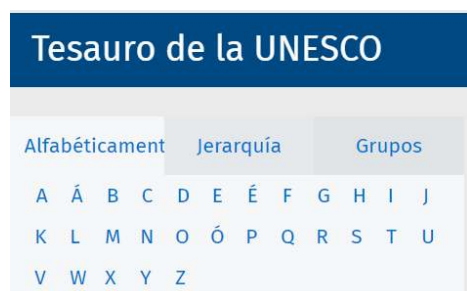 Tesauro de la UNESCO
Alfabéticament Jerarquía Grupos
A Á B C D E É F G H I J
K L M N O Ó P Q R S T U
V W X Y Z